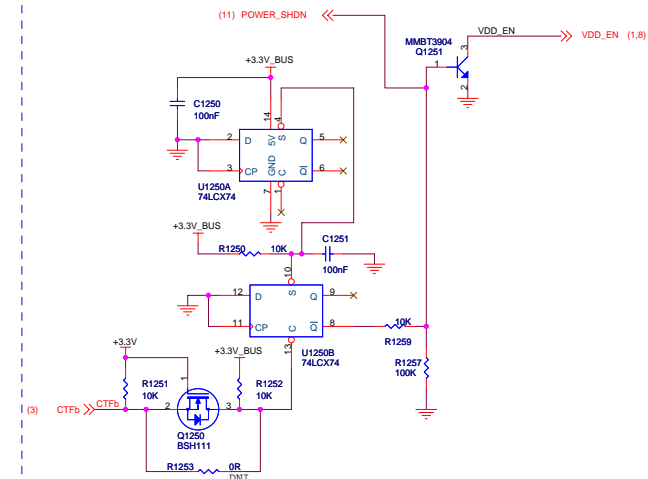 (11) POWER_SHDN
VDD_EN
VDD_EN (1,8)
MMBT3904
Q1251
3
1
2
+3.3V_BUS
C1250
100nF
14
4
5V
S
2
D
Q
5
3
CP
GND
C
QI
6
7
1
U1250A
74LCX74
+3.3V_BUS
R1250
10K
C1251
100nF
10
12
D
S
Q
9
11
CP
C
QI
8
10K
R1259
13
U1250B
74LCX74
R1257
100K
+3.3V
+3.3V_BUS
R1251
10K
1
R1252
10K
(3)
CTFb
CTFb
2
3
Q1250
BSH111
R1253
0R
DNT